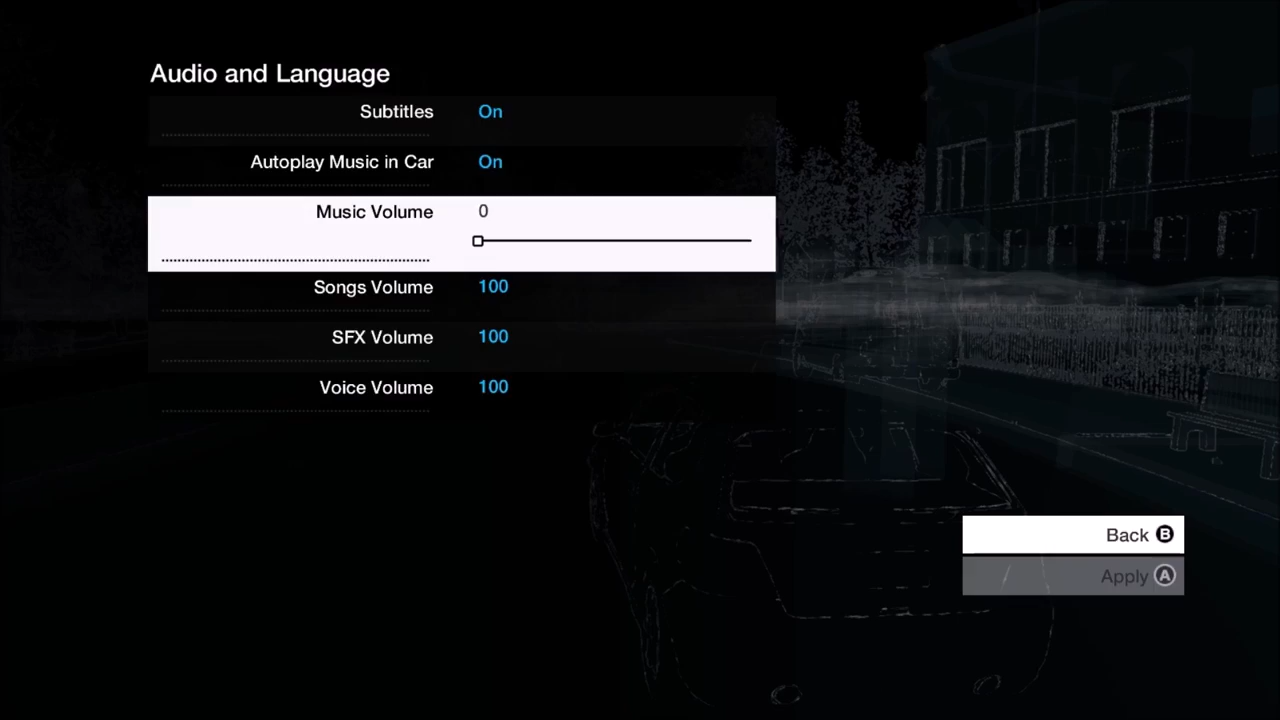 Audio and Language
Subtitles On
Autoplay Music in Car On
Music Volume 0
Songs Volume 100
SFX Volume 100
Voice Volume 100
Back B
Apply A